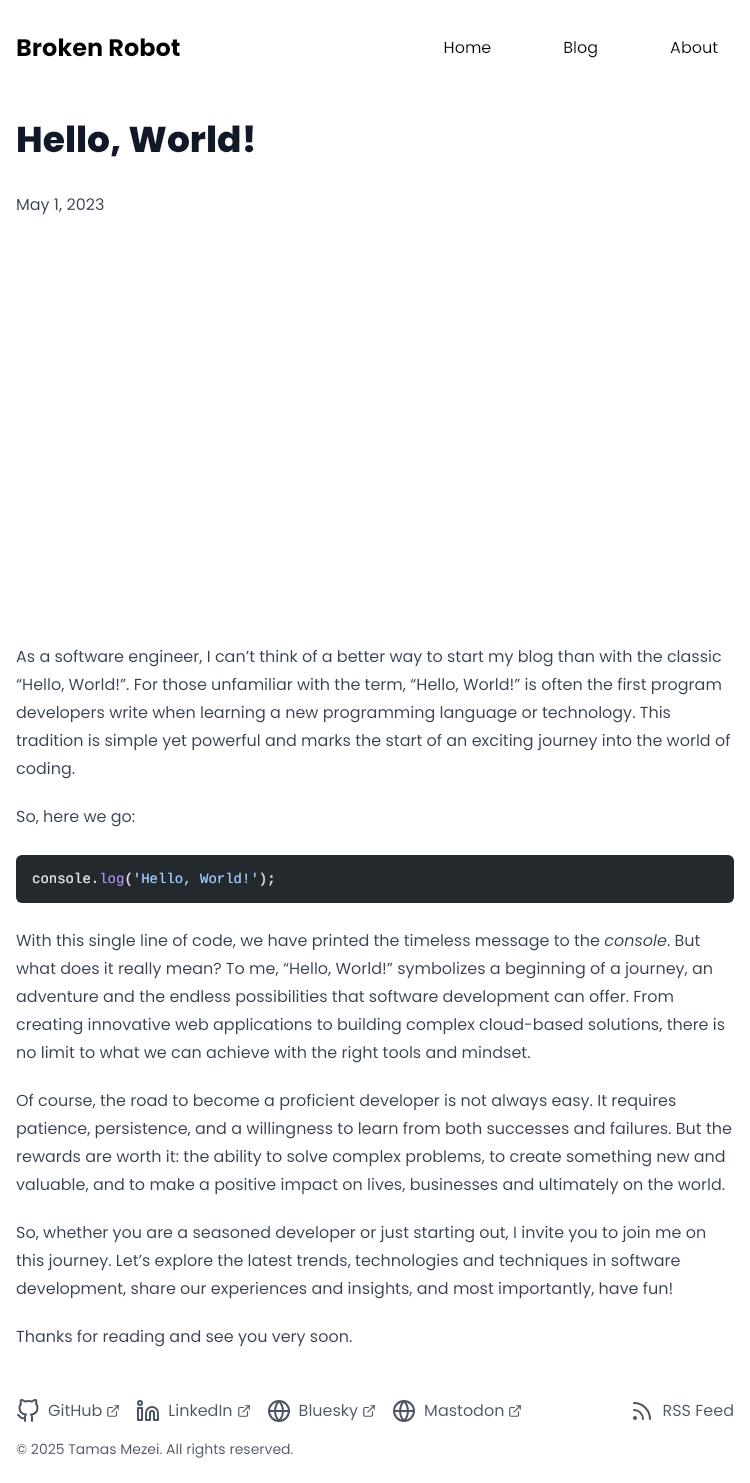 Broken Robot
Home
Blog
About
Hello, World!
May 1, 2023
As a software engineer, I can’t think of a better way to start my blog than with the classic
“Hello, World!”. For those unfamiliar with the term, “Hello, World!” is often the first program
developers write when learning a new programming language or technology. This
tradition is simple yet powerful and marks the start of an exciting journey into the world of
coding.
So, here we go:
console.log('Hello, World!');
With this single line of code, we have printed the timeless message to the console. But
what does it really mean? To me, “Hello, World!” symbolizes a beginning of a journey, an
adventure and the endless possibilities that software development can offer. From
creating innovative web applications to building complex cloud-based solutions, there is
no limit to what we can achieve with the right tools and mindset.
Of course, the road to become a proficient developer is not always easy. It requires
patience, persistence, and a willingness to learn from both successes and failures. But the
rewards are worth it: the ability to solve complex problems, to create something new and
valuable, and to make a positive impact on lives, businesses and ultimately on the world.
So, whether you are a seasoned developer or just starting out, I invite you to join me on
this journey. Let’s explore the latest trends, technologies and techniques in software
development, share our experiences and insights, and most importantly, have fun!
Thanks for reading and see you very soon.
GitHub
LinkedIn
Bluesky
Mastodon
RSS Feed
© 2025 Tamas Mezei. All rights reserved.